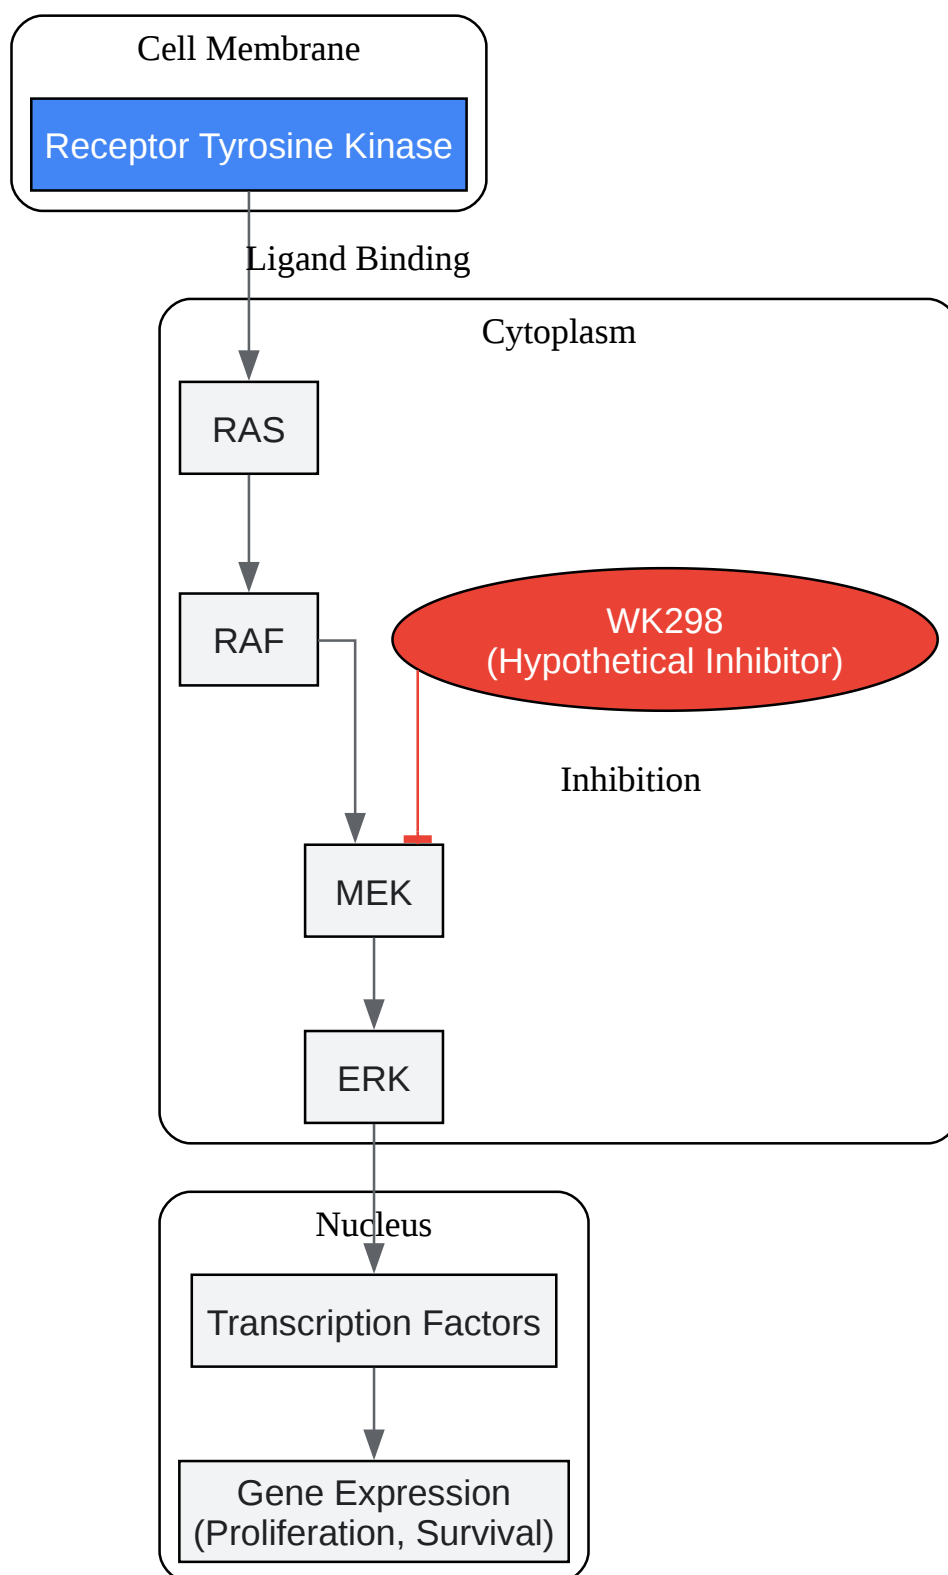 Cell Membrane
Receptor Tyrosine Kinase
Ligand Binding
Cytoplasm
RAS
RAF
WK298
(Hypothetical Inhibitor)
Inhibition
MEK
ERK
Nucleus
Transcription Factors
Gene Expression
(Proliferation, Survival)